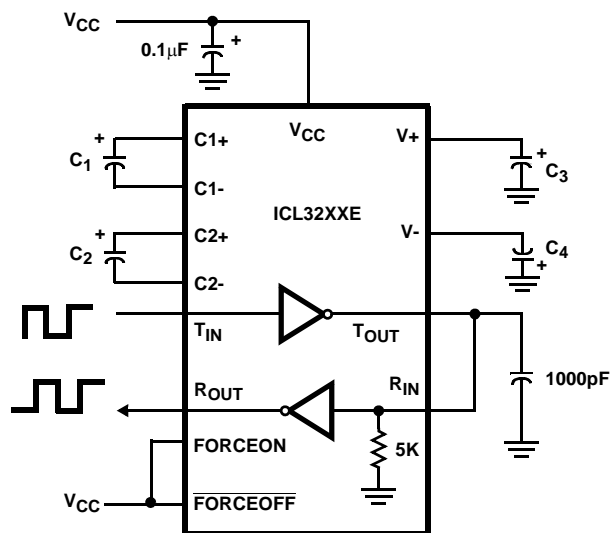 VCC
0.1μF +
VCC
+ C1
C1+
C1-
V+
+ C3
ICL32XXE
+ C2
C2+
C2-
V-
C4 +
TIN
TOUT
1000pF
ROUT
RIN
5K
FORCEON
VCC
FORCEOFF